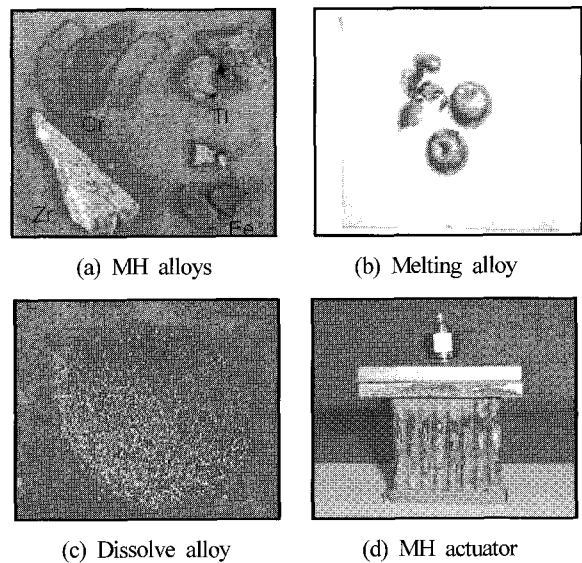 Cr
Ti
Zr
Fe
(a) MH alloys
(b) Melting alloy
(c) Dissolve alloy
(d) MH actuator